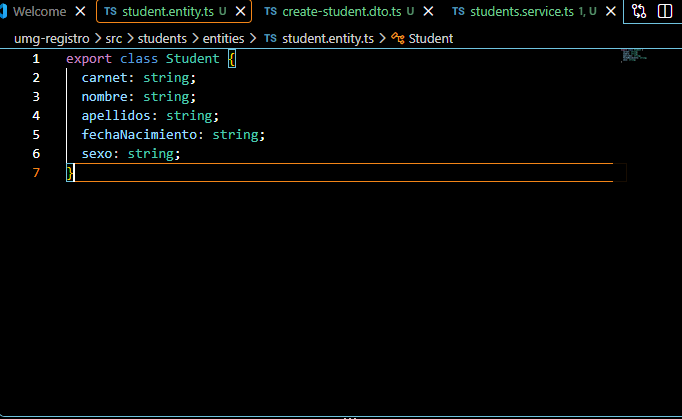 Welcome
TS student.entity.ts U
TS create-student.dto.ts U
TS students.service.ts 1, U
umg-registro > src > students > entities > TS student.entity.ts > Student
1 export class Student {
2 carnet: string;
3 nombre: string;
4 apellidos: string;
5 fechaNacimiento: string;
6 sexo: string;
7 }